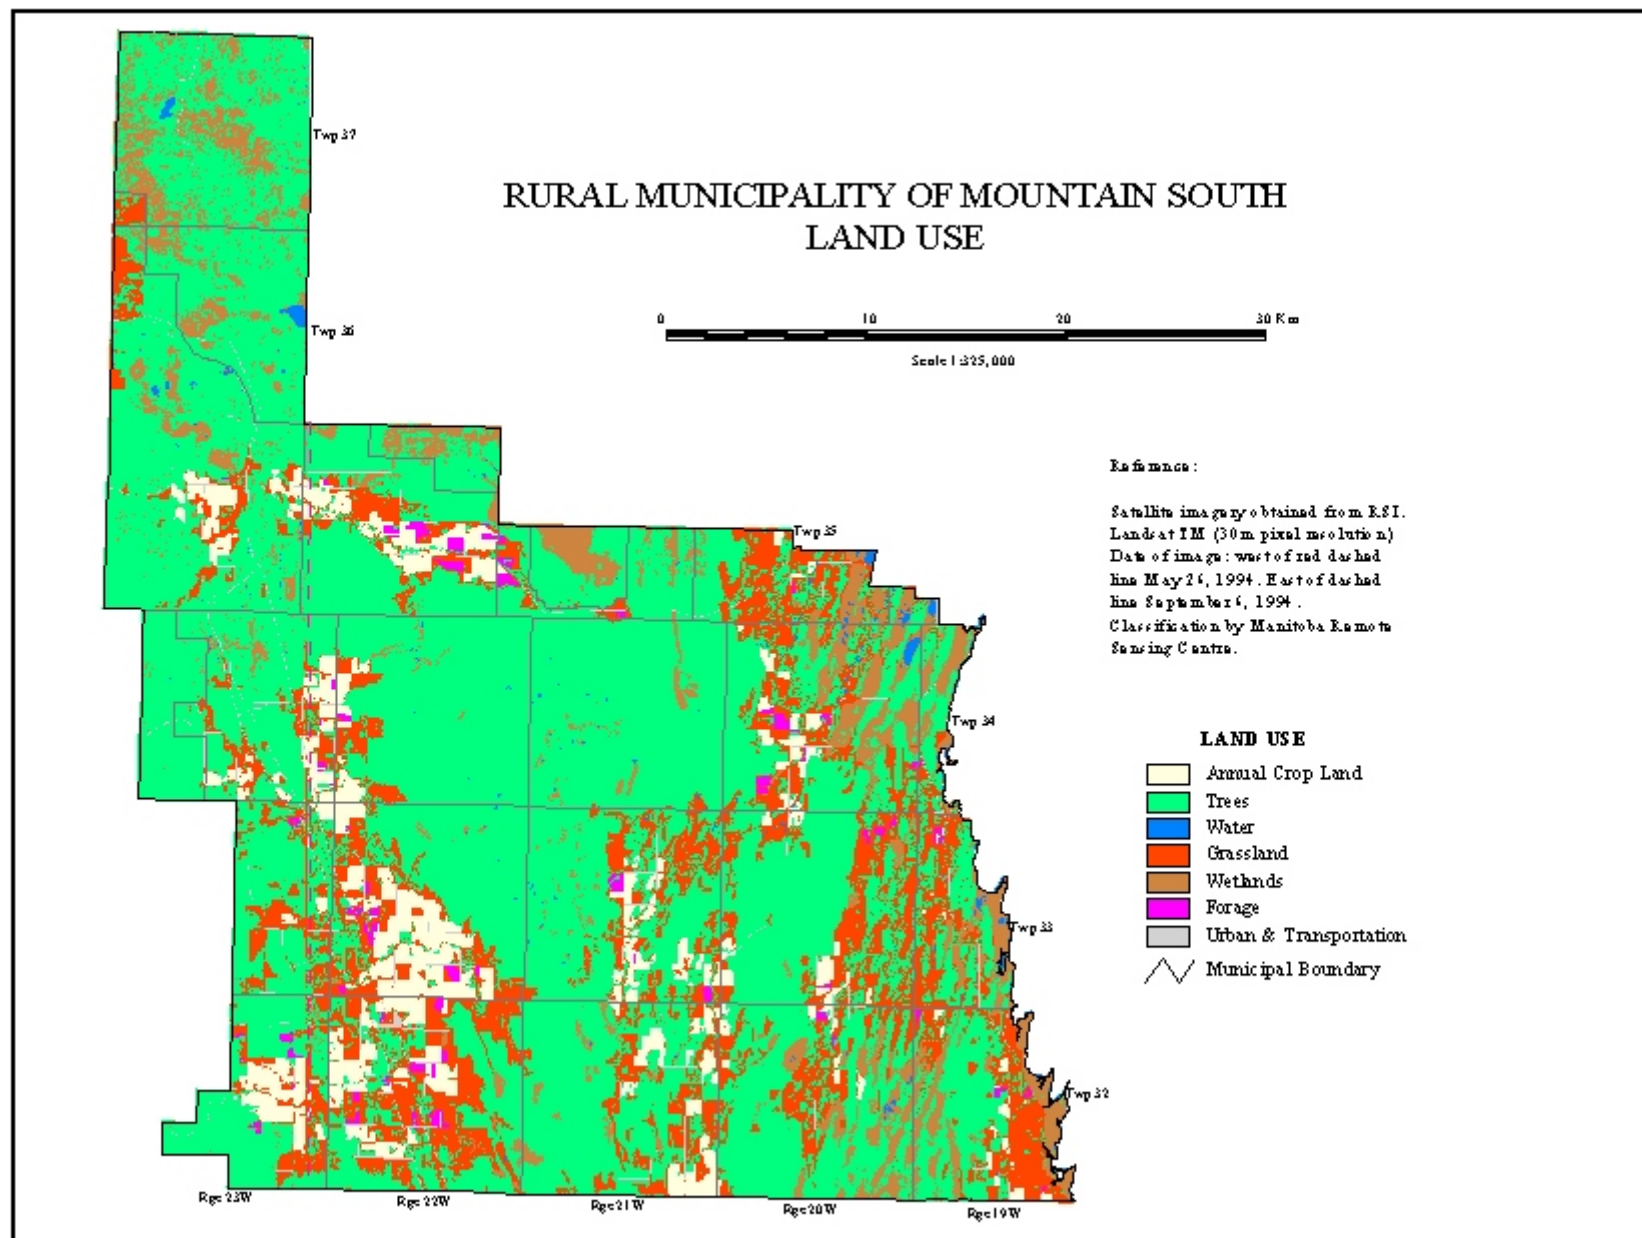 Twp 37
RURAL MUNICIPALITY OF MOUNTAIN SOUTH
LAND USE
0 10 20 30 Km
Scale 1:325,000
Twp 36
Reference:
Satellite imagery obtained from RSI.
Landsat TM (30m pixel resolution)
Date of image: west of red dashed
line May 26, 1994. East of dashed
line September 6, 1994.
Classification by Manitoba Remote
Sensing Centre.
Twp 35
Twp 34
LAND USE
Annual Crop Land
Trees
Water
Grassland
Wetlands
Forage
Urban & Transportation
Municipal Boundary
Twp 33
Twp 32
Rge 23W
Rge 22W
Rge 21W
Rge 20W
Rge 19W